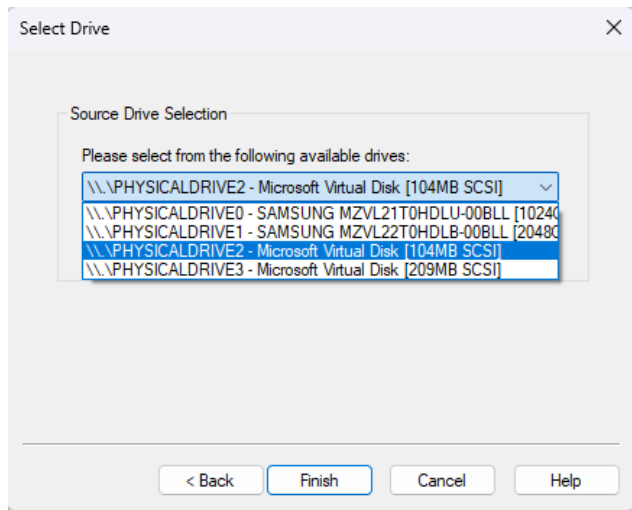 Select Drive
Source Drive Selection
Please select from the following available drives:
\\.\PHYSICALDRIVE2 - Microsoft Virtual Disk [104MB SCSI]
\\.\PHYSICALDRIVE0 - SAMSUNG MZVL21T0HDLU-00BLL [1024
\\.\PHYSICALDRIVE1 - SAMSUNG MZVL22T0HDLB-00BLL [2048
\\.\PHYSICALDRIVE2 - Microsoft Virtual Disk [104MB SCSI]
\\.\PHYSICALDRIVE3 - Microsoft Virtual Disk [209MB SCSI]
< Back Finish Cancel Help